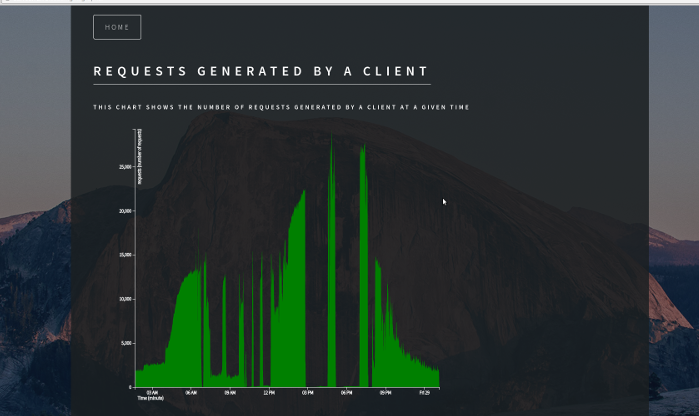 HOME
REQUESTS GENERATED BY A CLIENT
THIS CHART SHOWS THE NUMBER OF REQUESTS GENERATED BY A CLIENT AT A GIVEN TIME
requests (number of requests)
25,000
20,000
15,000
10,000
5,000
0
03 AM 06 AM 09 AM 12 PM 03 PM 06 PM 09 PM Fri 29
Time (minute)